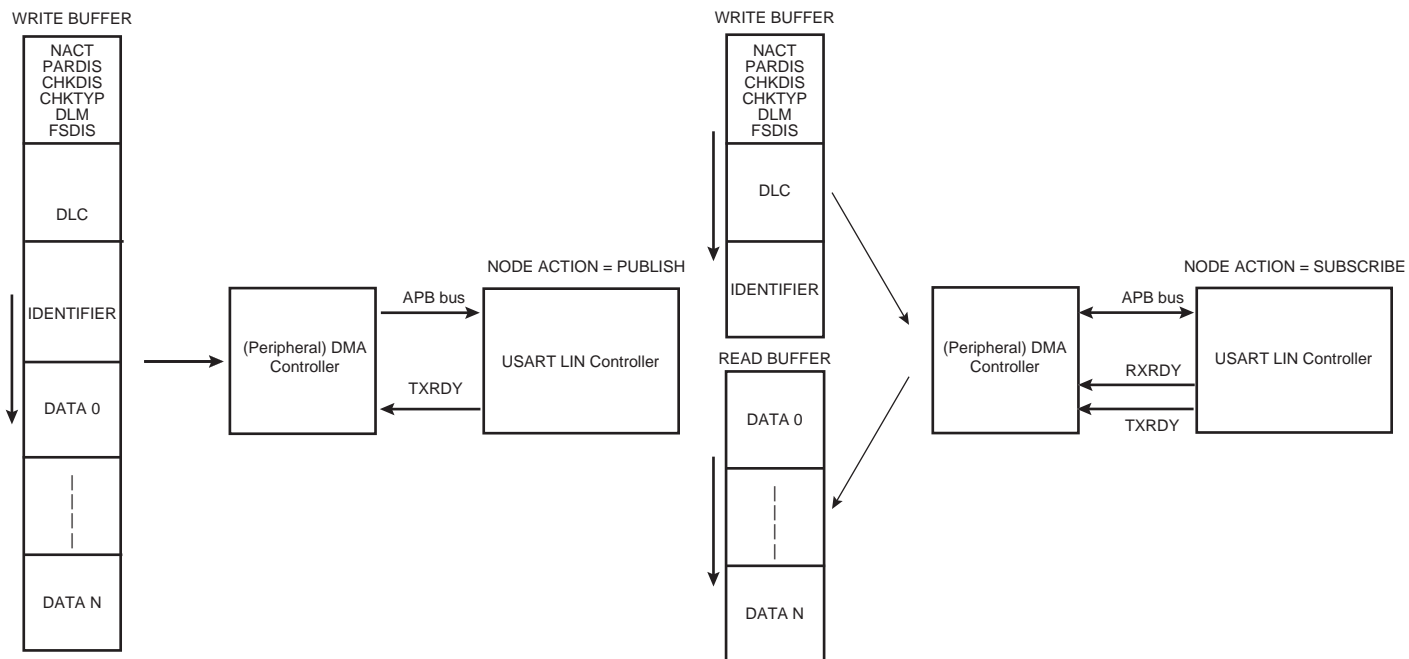 WRITE BUFFER
NACT
PARDIS
CHKDIS
CHKTYP
DLM
FSDIS
DLC
IDENTIFIER
DATA 0
DATA N
(Peripheral) DMA
Controller
APB bus
TXRDY
NODE ACTION = PUBLISH
USART LIN Controller
WRITE BUFFER
NACT
PARDIS
CHKDIS
CHKTYP
DLM
FSDIS
DLC
IDENTIFIER
READ BUFFER
DATA 0
DATA N
(Peripheral) DMA
Controller
APB bus
RXRDY
TXRDY
NODE ACTION = SUBSCRIBE
USART LIN Controller